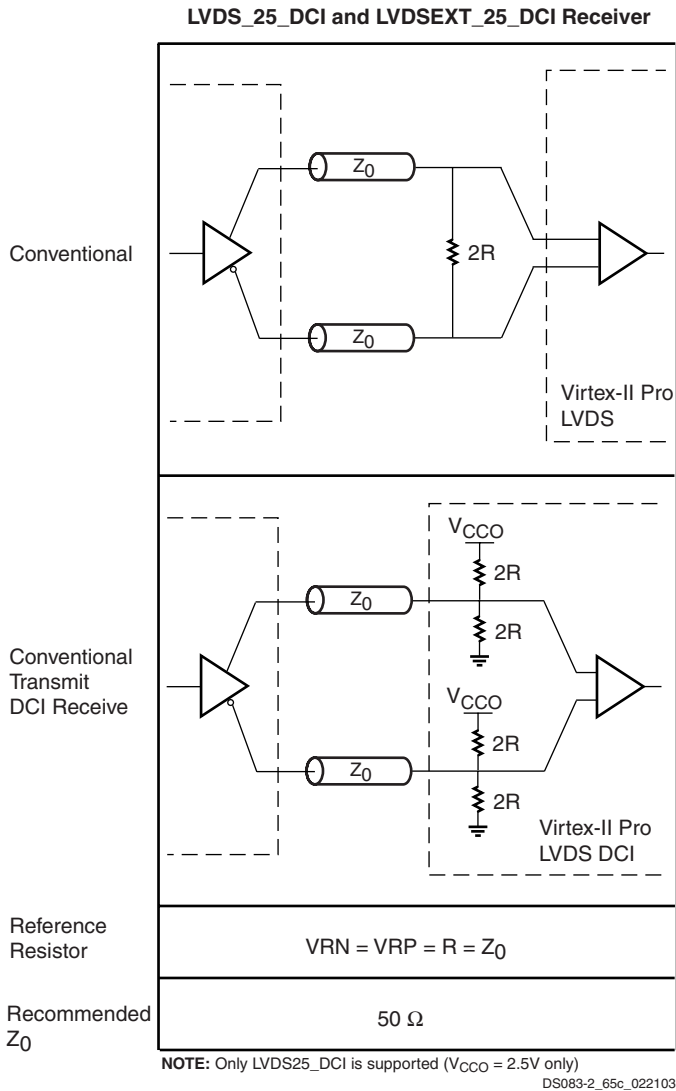 LVDS_25_DCI and LVDSEXT_25_DCI Receiver
Conventional
Z0
2R
Z0
Virtex-II Pro
LVDS
Conventional
Transmit
DCI Receive
Z0
VCCO
2R
2R
VCCO
Z0
2R
2R
Virtex-II Pro
LVDS DCI
Reference
Resistor
VRN = VRP = R = Z0
Recommended
Z0
50 Ω
NOTE: Only LVDS25_DCI is supported (VCCO = 2.5V only)
DS083-2_65c_022103